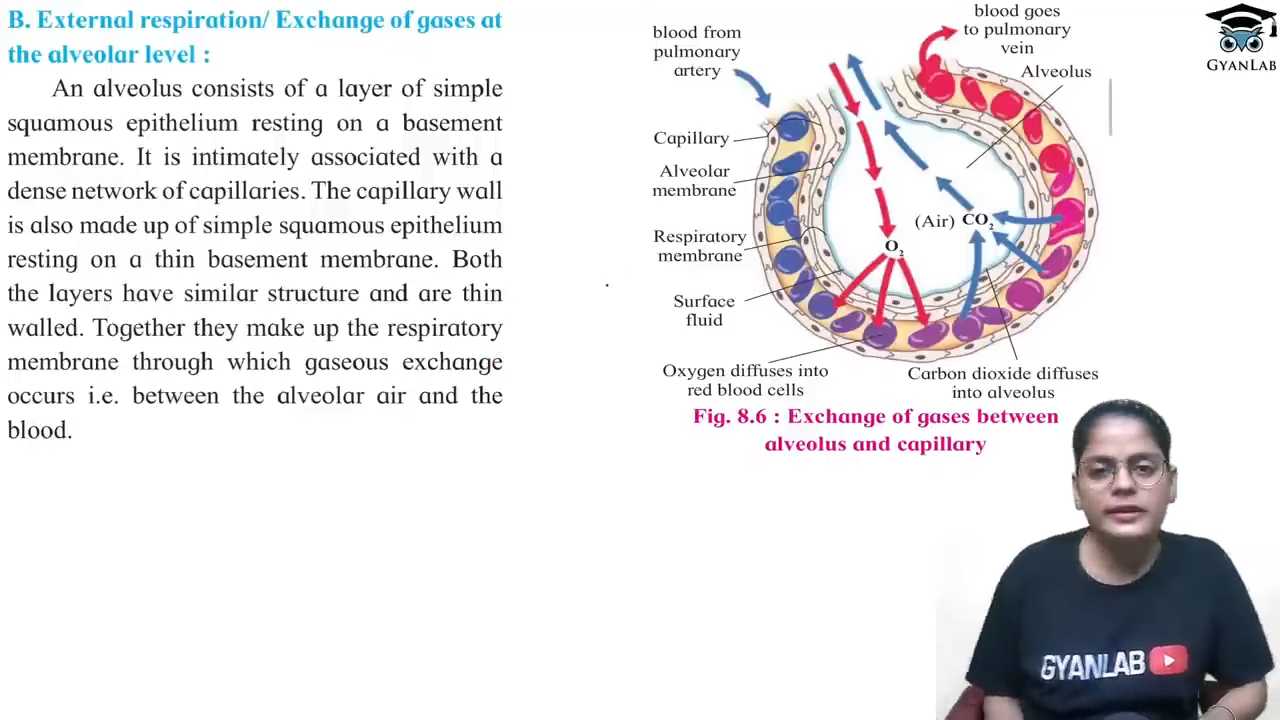 B. External respiration/ Exchange of gases at
the alveolar level :
An alveolus consists of a layer of simple
squamous epithelium resting on a basement
membrane. It is intimately associated with a
dense network of capillaries. The capillary wall
is also made up of simple squamous epithelium
resting on a thin basement membrane. Both
the layers have similar structure and are thin
walled. Together they make up the respiratory
membrane through which gaseous exchange
occurs i.e. between the alveolar air and the
blood.
blood from
pulmonary
artery
blood goes
to pulmonary
vein
Alveolus
Capillary
Alveolar
membrane
Respiratory
membrane
Surface
fluid
(Air) CO2
O2
Oxygen diffuses into
red blood cells
Carbon dioxide diffuses
into alveolus
Fig. 8.6 : Exchange of gases between
alveolus and capillary
GYANLAB
GYANLAB